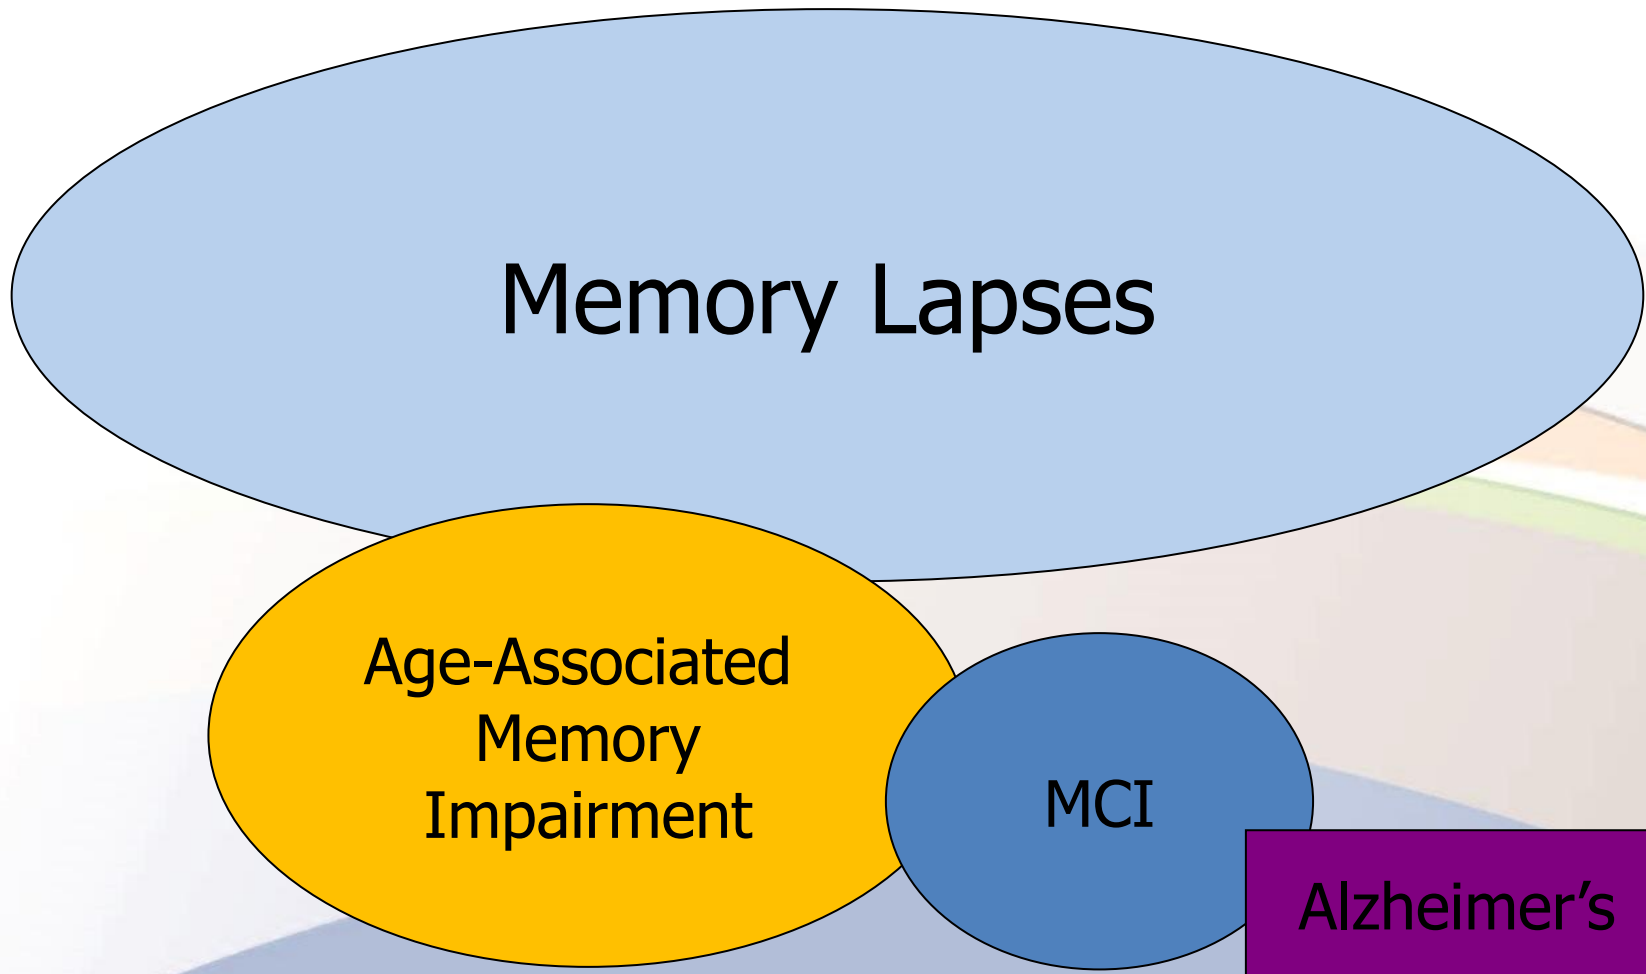 Memory Lapses
Age-Associated
Memory
Impairment
MCI
Alzheimer’s